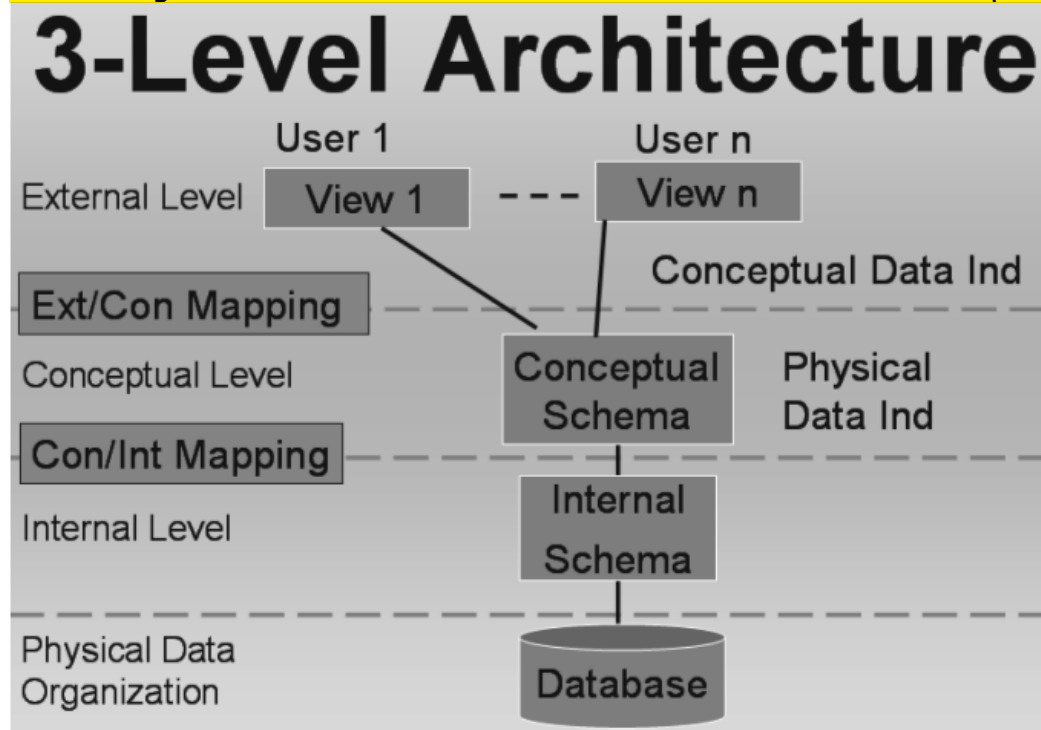 3-Level Architecture
User 1
User n
External Level
View 1
View n
Conceptual Data Ind
Ext/Con Mapping
Conceptual Level
Conceptual
Schema
Physical
Data Ind
Con/Int Mapping
Internal Level
Internal
Schema
Physical Data
Organization
Database